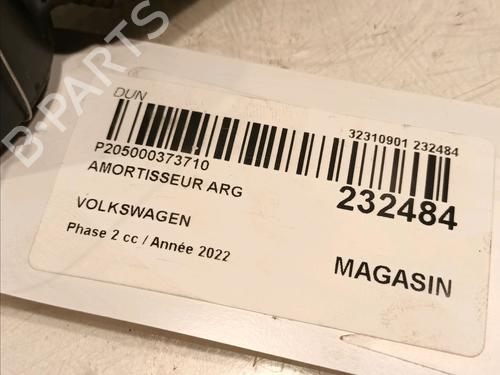 B-PARTS
DUN
32310901 232484
P205000373710
AMORTISSEUR ARG
232484
VOLKSWAGEN
Phase 2 cc / Année 2022
MAGASIN